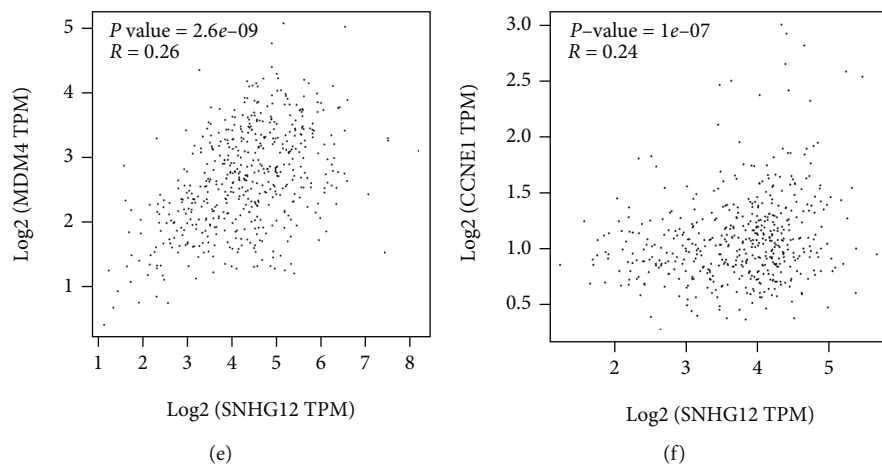 P value = 2.6e–09
R = 0.26
Log2 (MDM4 TPM)
5
4
3
2
1
1 2 3 4 5 6 7 8
Log2 (SNHG12 TPM)
(e)
P–value = 1e–07
R = 0.24
Log2 (CCNE1 TPM)
3.0
2.5
2.0
1.5
1.0
0.5
2 3 4 5
Log2 (SNHG12 TPM)
(f)